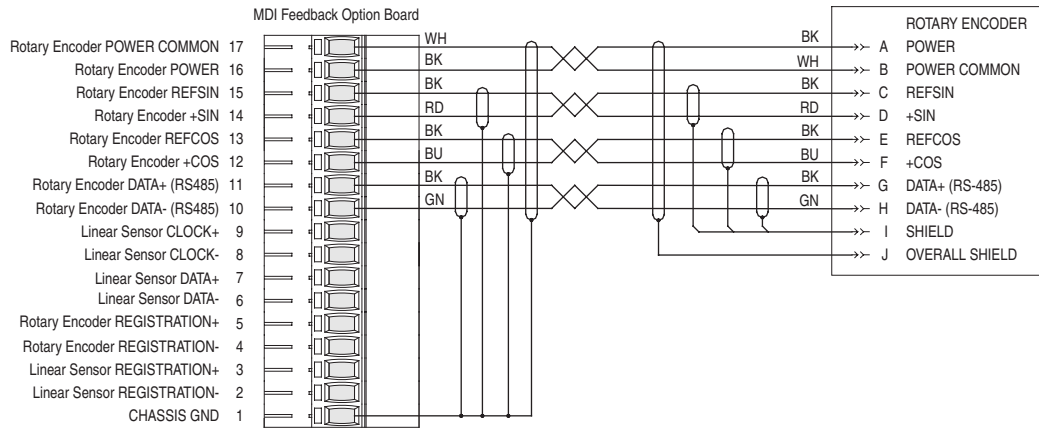 MDI Feedback Option Board
Rotary Encoder POWER COMMON 17
Rotary Encoder POWER 16
Rotary Encoder REFSIN 15
Rotary Encoder +SIN 14
Rotary Encoder REFCOS 13
Rotary Encoder +COS 12
Rotary Encoder DATA+ (RS485) 11
Rotary Encoder DATA- (RS485) 10
Linear Sensor CLOCK+ 9
Linear Sensor CLOCK- 8
Linear Sensor DATA+ 7
Linear Sensor DATA- 6
Rotary Encoder REGISTRATION+ 5
Rotary Encoder REGISTRATION- 4
Linear Sensor REGISTRATION+ 3
Linear Sensor REGISTRATION- 2
CHASSIS GND 1
WH
BK
BK
RD
BK
BU
BK
GN
BK
WH
BK
RD
BK
BU
BK
GN
ROTARY ENCODER
A POWER
B POWER COMMON
C REFSIN
D +SIN
E REFCOS
F +COS
G DATA+ (RS-485)
H DATA- (RS-485)
I SHIELD
J OVERALL SHIELD